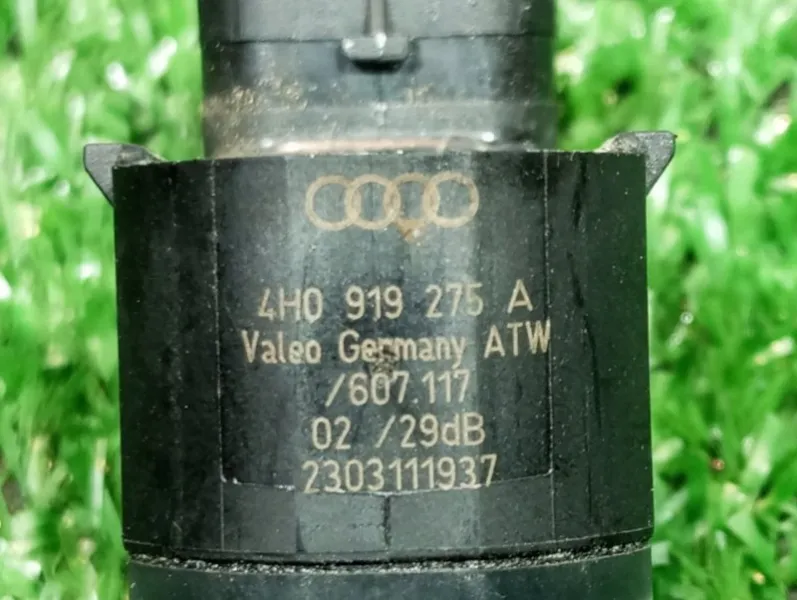 4H0 919 275 A
Valeo Germany ATW
/607.117
02 /29dB
2303111937